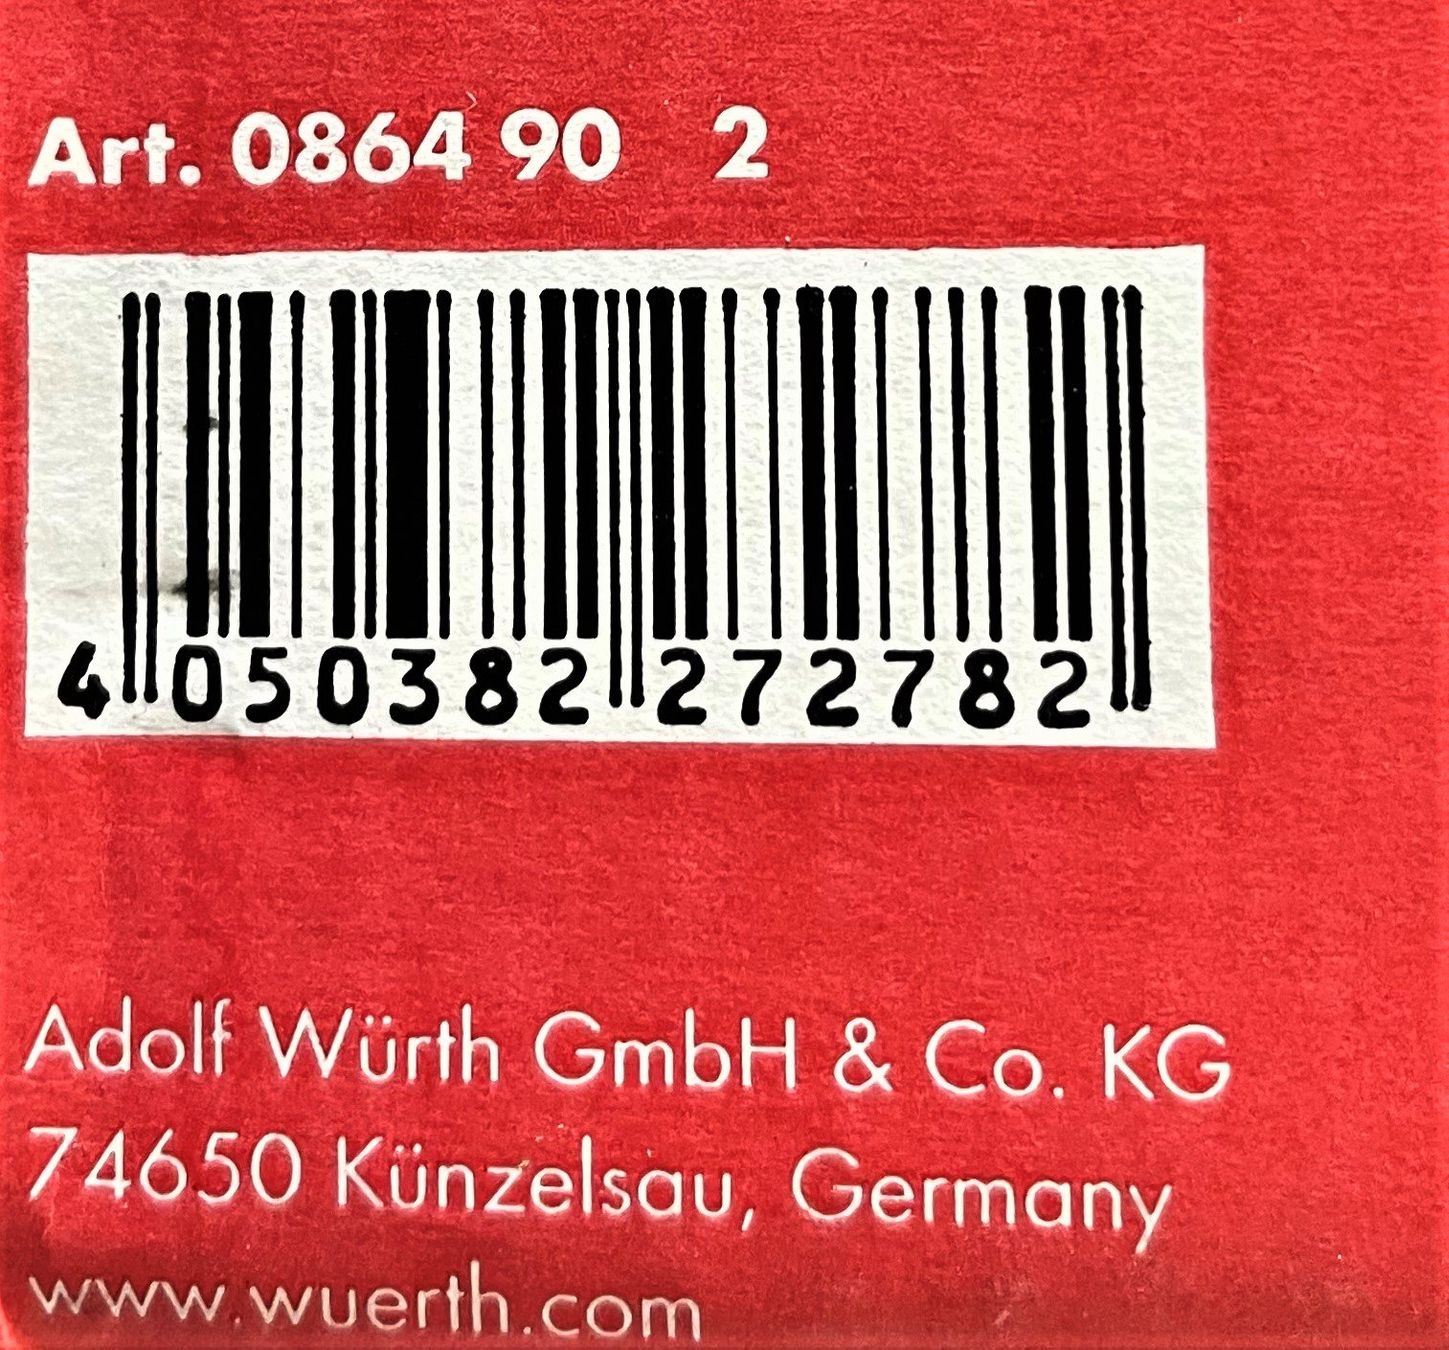 Art. 0864 90 2
4 050382 272782
Adolf Würth GmbH & Co. KG
74650 Künzelsau, Germany
www.wuerth.com